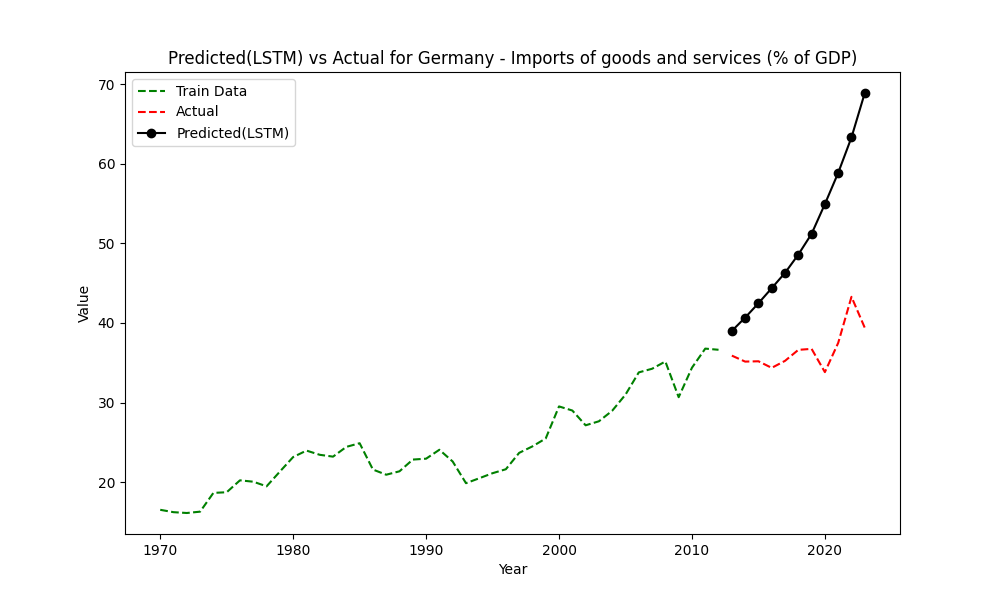 Predicted(LSTM) vs Actual for Germany - Imports of goods and services (% of GDP)
Train Data
Actual
Predicted(LSTM)
70
60
50
40
30
20
Value
1970 1980 1990 2000 2010 2020
Year